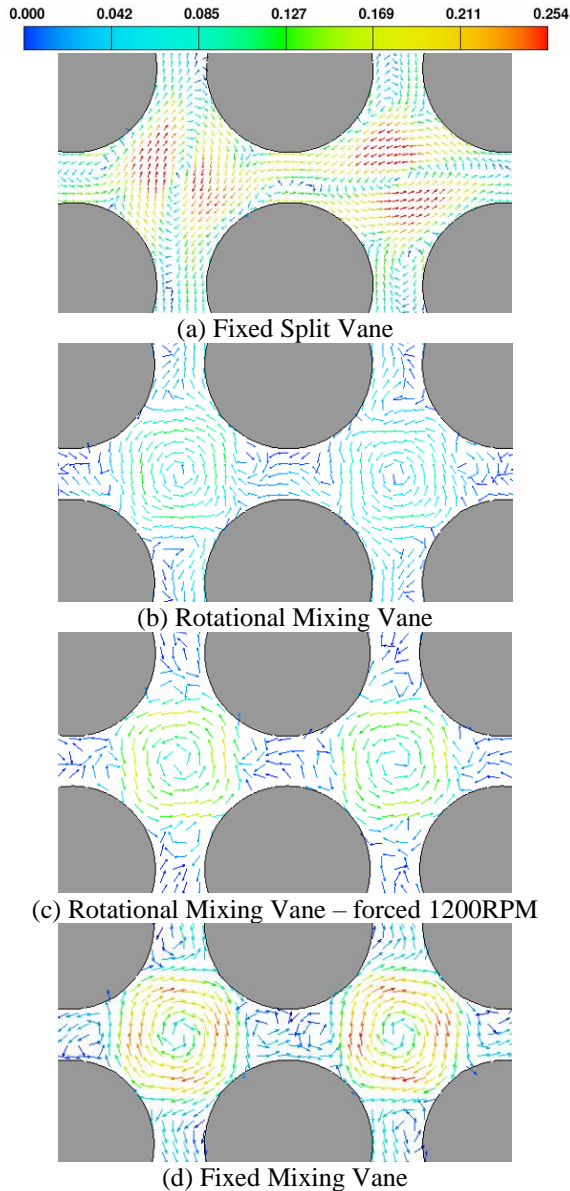 0.000 0.042 0.085 0.127 0.169 0.211 0.254
(a) Fixed Split Vane
(b) Rotational Mixing Vane
(c) Rotational Mixing Vane – forced 1200RPM
(d) Fixed Mixing Vane